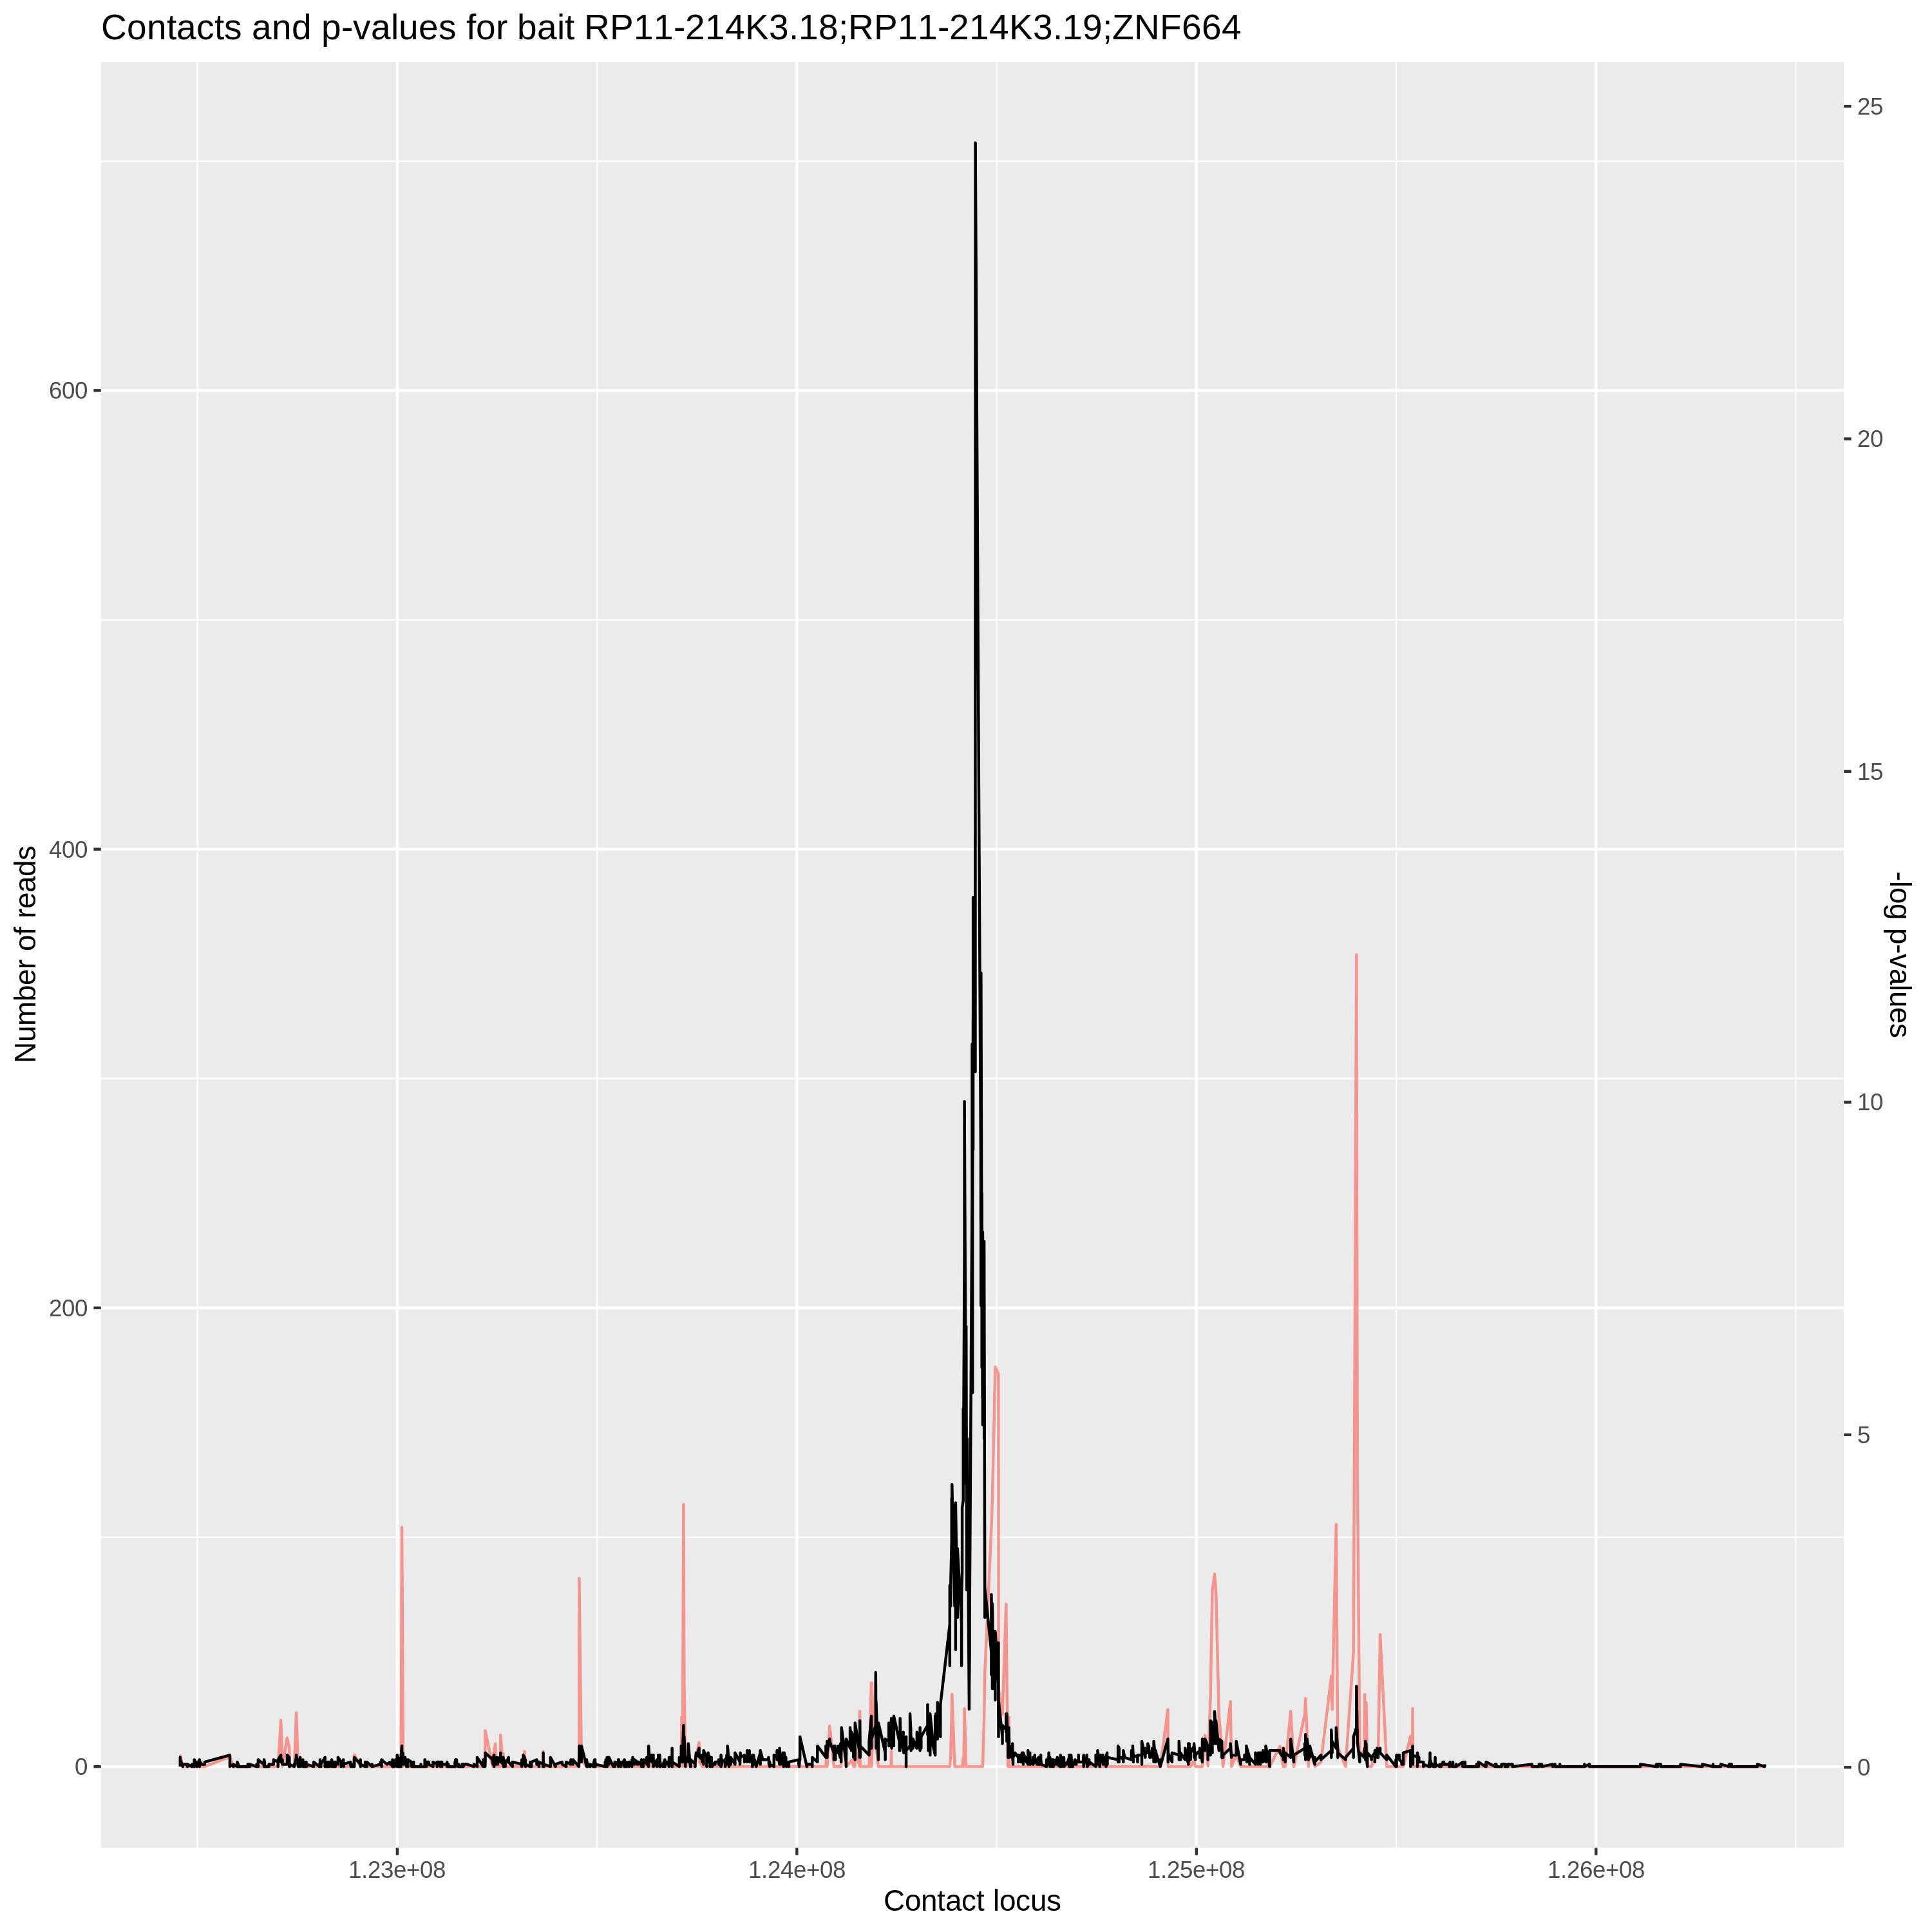 Contacts and p-values for bait RP11-214K3.18;RP11-214K3.19;ZNF664
Number of reads
600
400
200
0
25
20
15
10
5
0
-log p-values
1.23e+08
1.24e+08
1.25e+08
1.26e+08
Contact locus